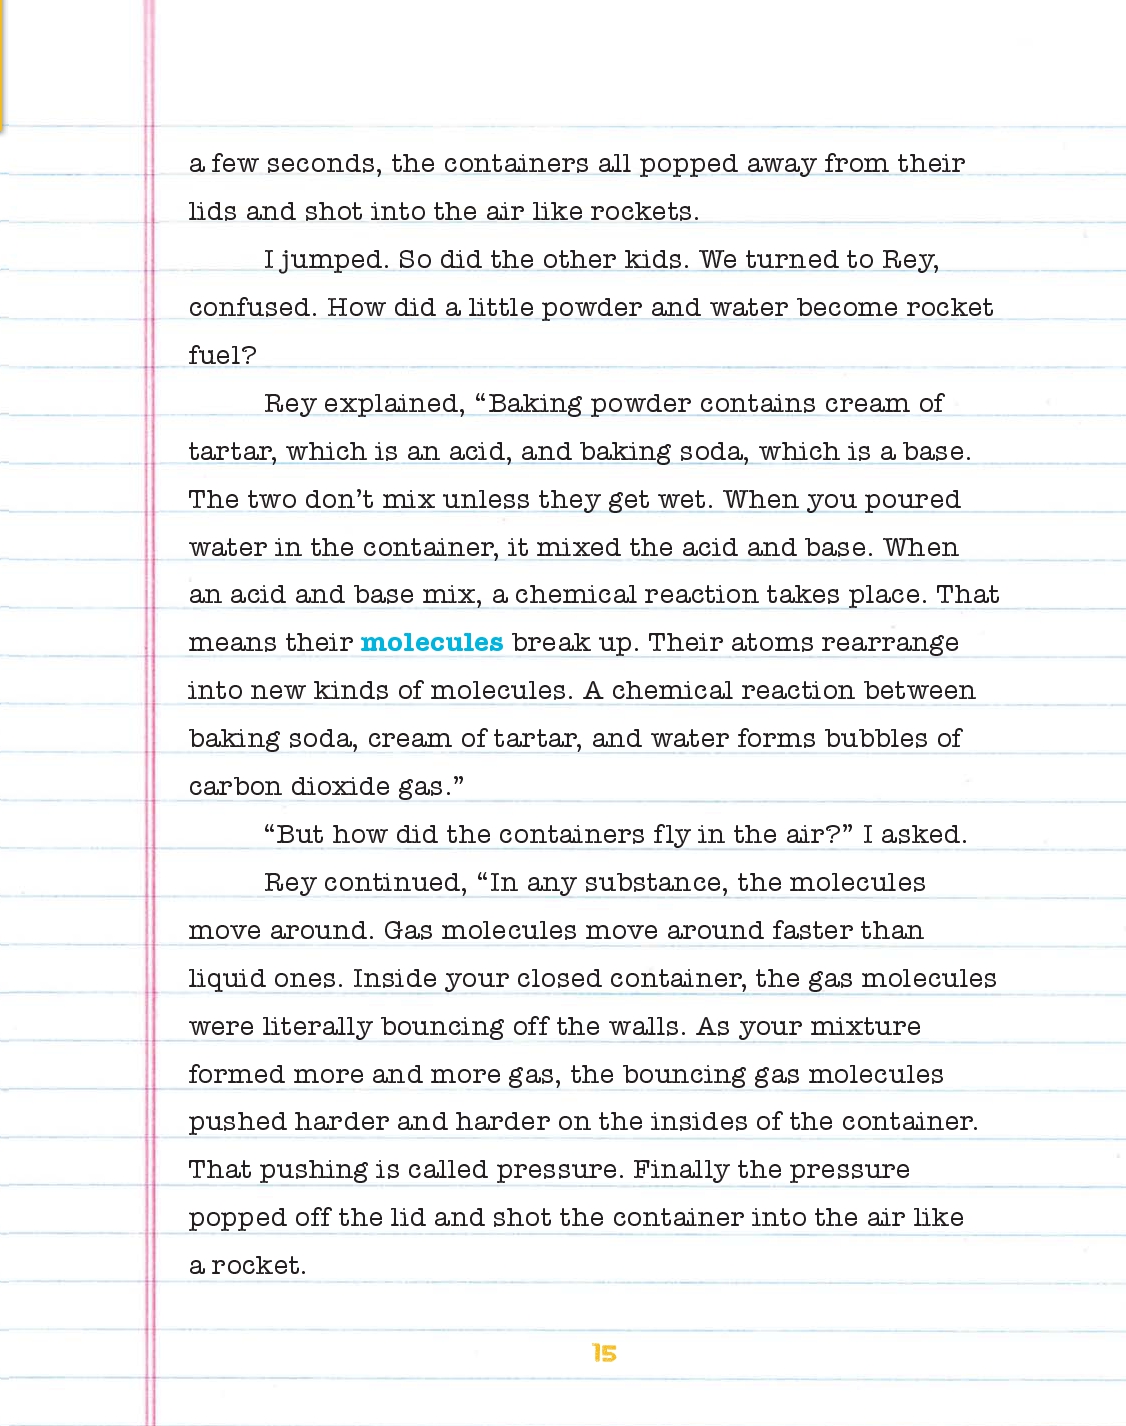 a few seconds, the containers all popped away from their
lids and shot into the air like rockets.
I jumped. So did the other kids. We turned to Rey,
confused. How did a little powder and water become rocket
fuel?
Rey explained, “Baking powder contains cream of
tartar, which is an acid, and baking soda, which is a base.
The two don’t mix unless they get wet. When you poured
water in the container, it mixed the acid and base. When
an acid and base mix, a chemical reaction takes place. That
means their molecules break up. Their atoms rearrange
into new kinds of molecules. A chemical reaction between
baking soda, cream of tartar, and water forms bubbles of
carbon dioxide gas.”
“But how did the containers fly in the air?” I asked.
Rey continued, “In any substance, the molecules
move around. Gas molecules move around faster than
liquid ones. Inside your closed container, the gas molecules
were literally bouncing off the walls. As your mixture
formed more and more gas, the bouncing gas molecules
pushed harder and harder on the insides of the container.
That pushing is called pressure. Finally the pressure
popped off the lid and shot the container into the air like
a rocket.
15